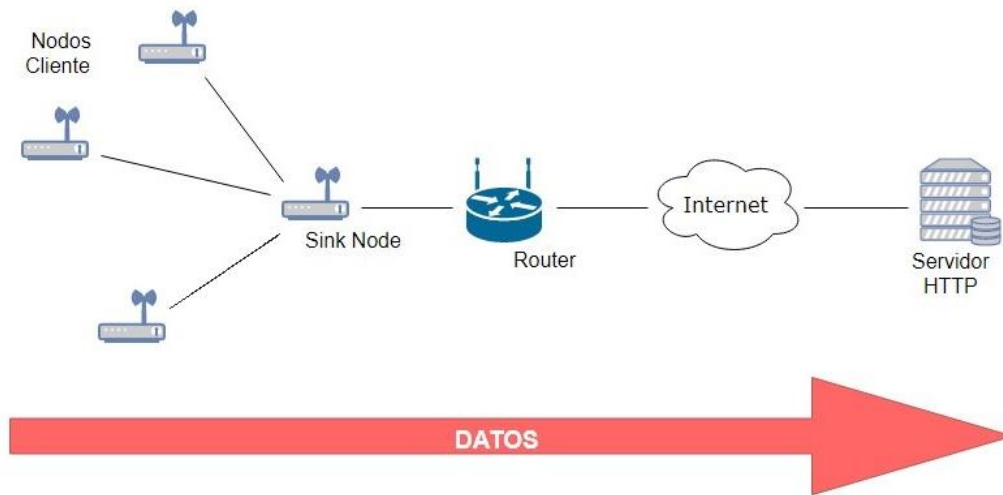 Nodos
Cliente
Sink Node
Router
Internet
Servidor
HTTP
DATOS